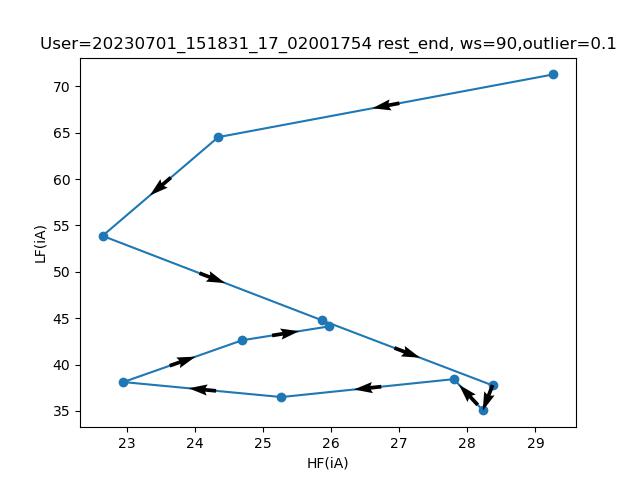 User=20230701_151831_17_02001754 rest_end, ws=90,outlier=0.1
70
65
60
55
50
45
40
35
LF(iA)
23 24 25 26 27 28 29
HF(iA)